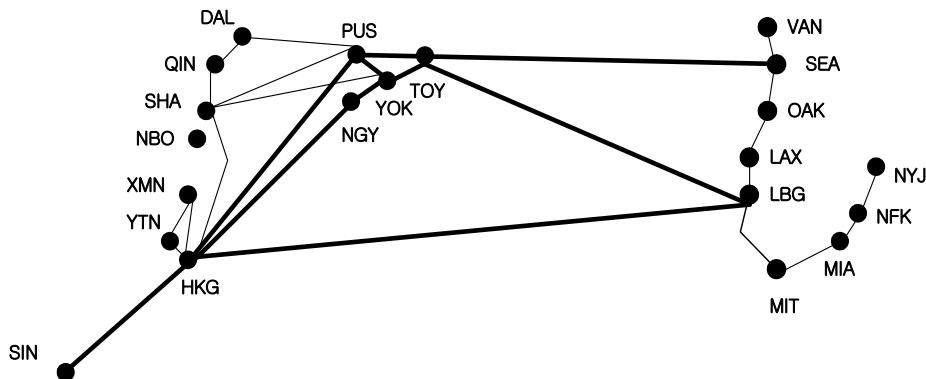 DAL
PUS
VAN
QIN
SEA
TOY
SHA
YOK
OAK
NBO
NGY
LAX
NYJ
XMN
LBG
NFK
YTN
MIA
HKG
MIT
SIN